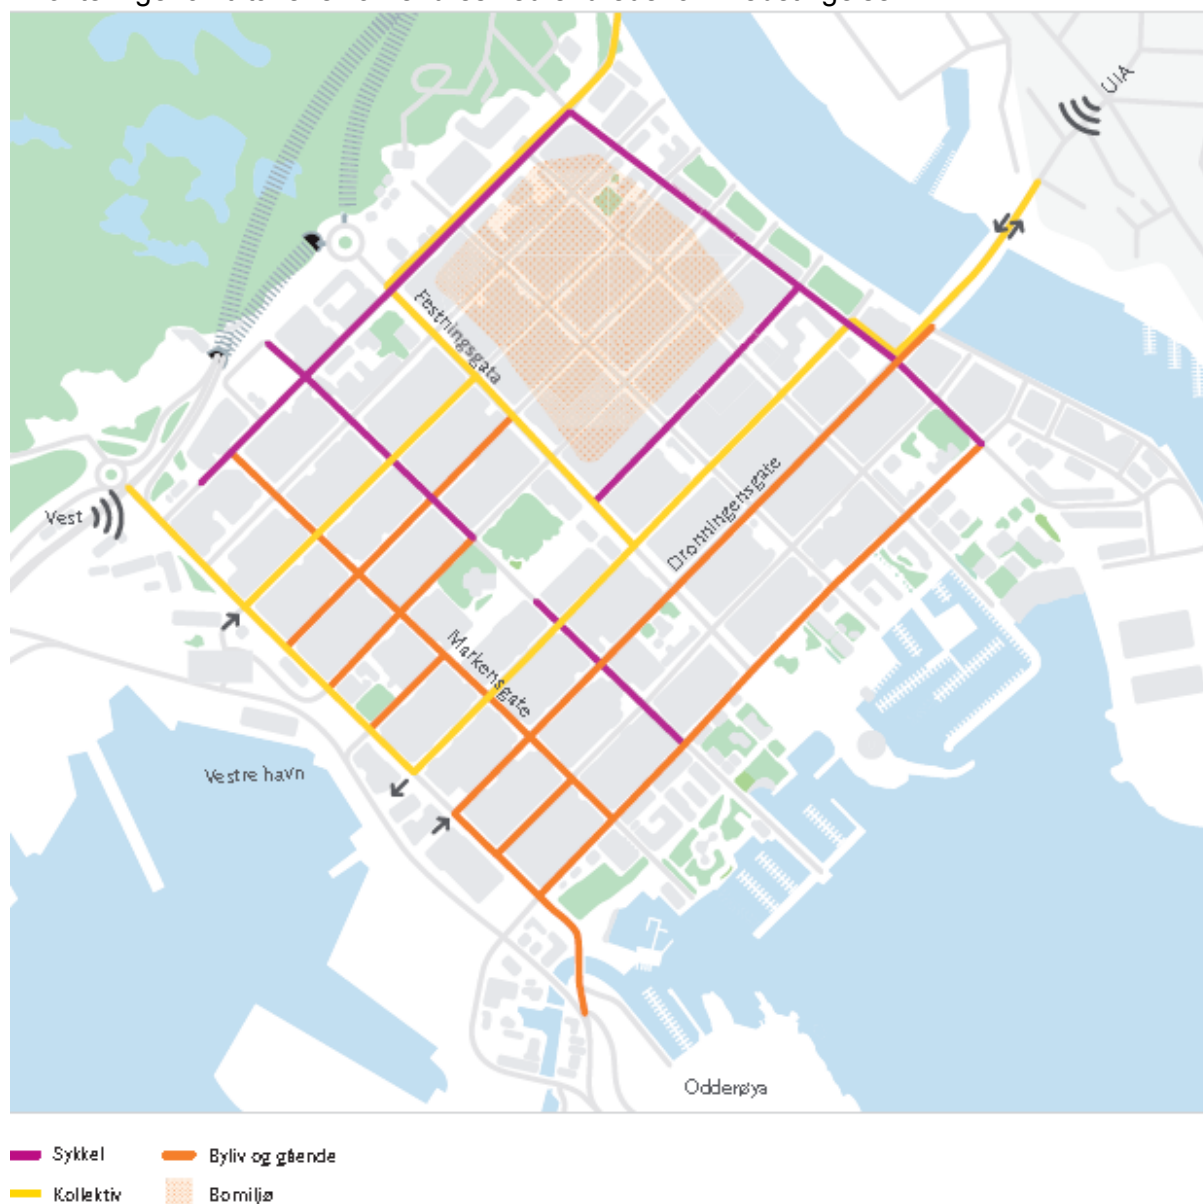 UiA
Festningsgata
Dronningensgate
Vest
Markensgate
Vestre havn
Odderøya
Sykkel
Byliv og gående
Kollektiv
Bomiljø